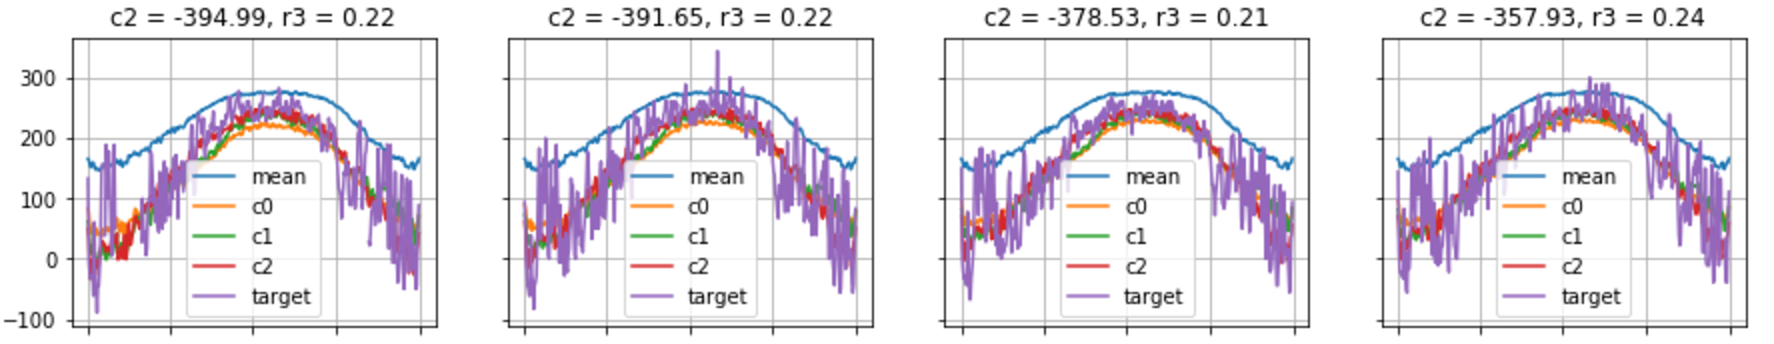 c2 = -394.99, r3 = 0.22
c2 = -391.65, r3 = 0.22
c2 = -378.53, r3 = 0.21
c2 = -357.93, r3 = 0.24
300
200
100
0
−100
mean
c0
c1
c2
target
mean
c0
c1
c2
target
mean
c0
c1
c2
target
mean
c0
c1
c2
target